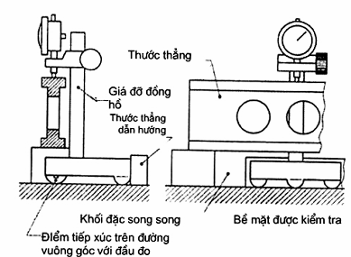 Thước thẳng
Giá đỡ đồng
hồ
Thước thẳng
dẫn hướng
Khối đặc song song
Bề mặt được kiểm tra
Điểm tiếp xúc trên đường
vuông góc với đầu đo